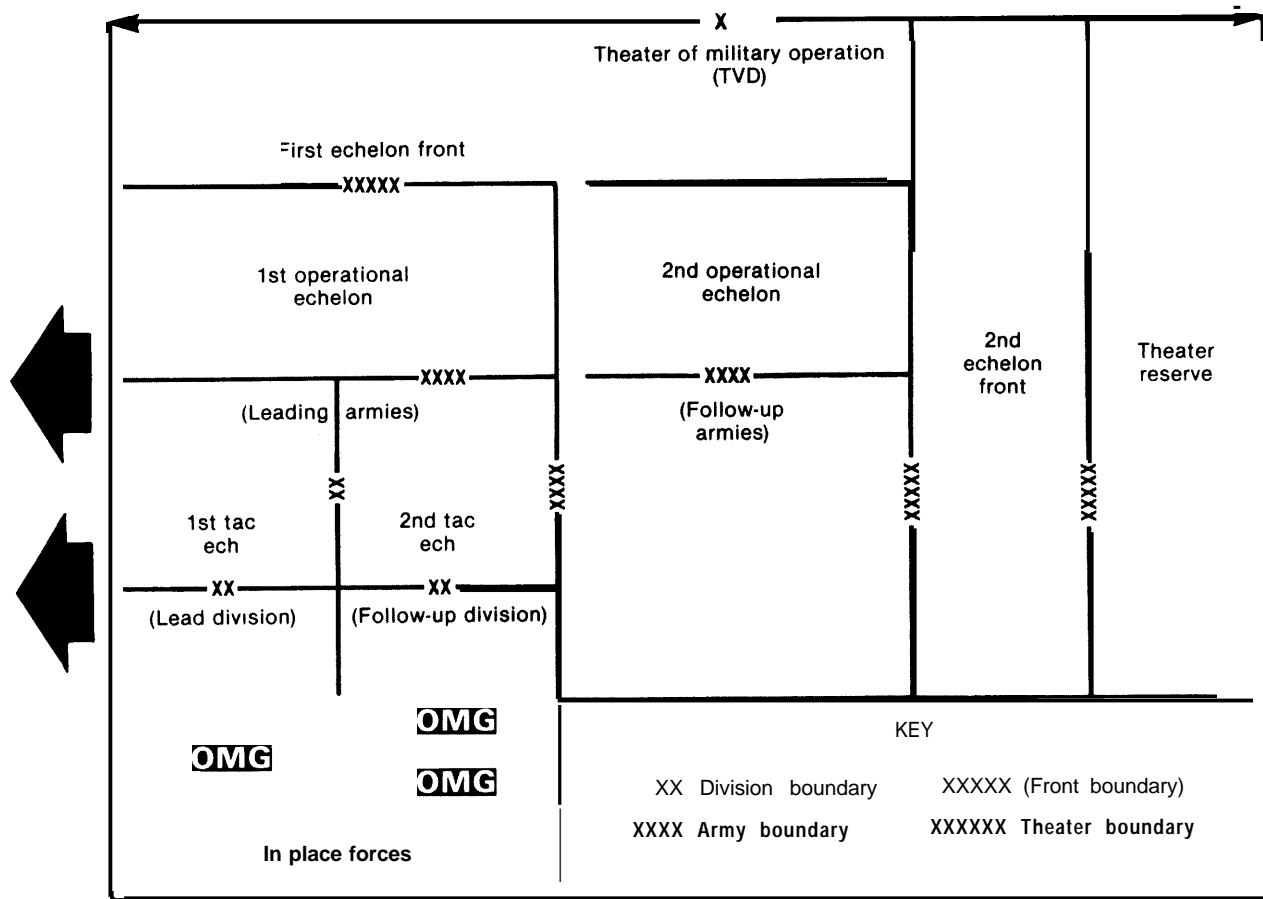 X
Theater of military operation
(TVD)
First echelon front
XXXXX
1st operational
echelon
2nd operational
echelon
2nd
echelon
front
Theater
reserve
XXXX
XXXX
(Leading armies)
(Follow-up
armies)
XX
XXXX
XXXXX
XXXXX
1st tac
ech
2nd tac
ech
XX
XX
(Lead division)
(Follow-up division)
OMG
OMG
OMG
In place forces
KEY
XX Division boundary
XXXXX (Front boundary)
XXXX Army boundary
XXXXXX Theater boundary